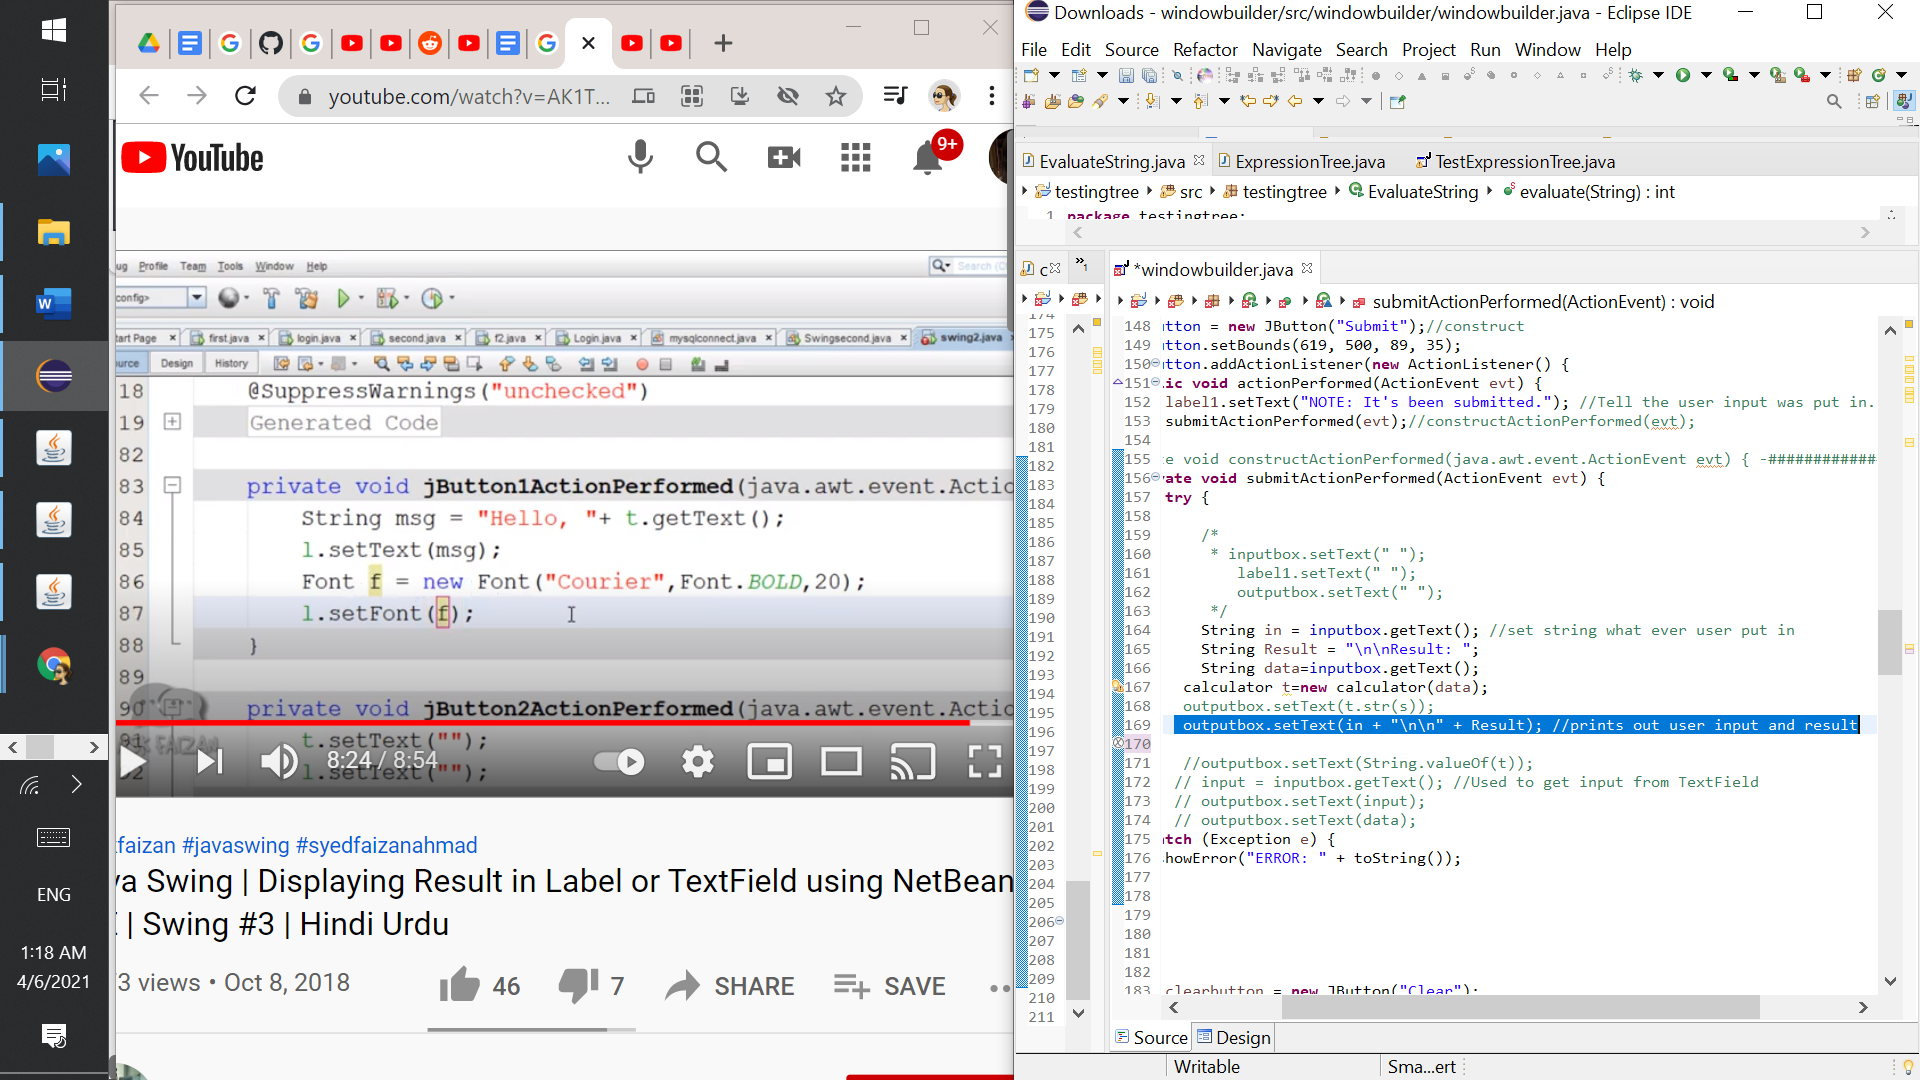 youtube.com/watch?v=AK1T...
YouTube
9+
Profile Team Tools Window Help
config>
tart Page first.java login.java second.java f2.java Login.java mysqlconnect.java Swingsecond.java swing2.java
Design History
18 @SuppressWarnings("unchecked")
19 Generated Code
82
83 private void jButton1ActionPerformed(java.awt.event.Actio
84 String msg = "Hello, "+ t.getText();
85 l.setText(msg);
86 Font f = new Font("Courier",Font.BOLD,20);
87 l.setFont(f);
88 }
89
90 private void jButton2ActionPerformed(java.awt.event.Actio
t.setText("");
l.setText("");
8:24 / 8:54
faizan #javaswing #syedfaizanahmad
va Swing | Displaying Result in Label or TextField using NetBean
| Swing #3 | Hindi Urdu
3 views • Oct 8, 2018
46 7 SHARE SAVE
ENG
1:18 AM
4/6/2021
Downloads - windowbuilder/src/windowbuilder/windowbuilder.java - Eclipse IDE
File Edit Source Refactor Navigate Search Project Run Window Help
EvaluateString.java ExpressionTree.java TestExpressionTree.java
testingtree src testingtree EvaluateString evaluate(String) : int
1 package testingtree;
c »1 *windowbuilder.java
submitActionPerformed(ActionEvent) : void
174
175
176
177
178
179
180
181
182
183
184
185
186
187
188
189
190
191
192
193
194
195
196
197
198
199
200
201
202
203
204
205
206
207
208
209
210
211
148 itton = new JButton("Submit");//construct
149 itton.setBounds(619, 500, 89, 35);
150 itton.addActionListener(new ActionListener() {
151 ic void actionPerformed(ActionEvent evt) {
152 label1.setText("NOTE: It's been submitted."); //Tell the user input was put in.
153 submitActionPerformed(evt);//constructActionPerformed(evt);
154
155 e void constructActionPerformed(java.awt.event.ActionEvent evt) { -############
156 ate void submitActionPerformed(ActionEvent evt) {
157 try {
158
159 /*
160 * inputbox.setText(" ");
161 label1.setText(" ");
162 outputbox.setText(" ");
163 */
164 String in = inputbox.getText(); //set string what ever user put in
165 String Result = "\n\nResult: ";
166 String data=inputbox.getText();
167 calculator t=new calculator(data);
168 outputbox.setText(t.str(s));
169 outputbox.setText(in + "\n\n" + Result); //prints out user input and result
170
171 //outputbox.setText(String.valueOf(t));
172 // input = inputbox.getText(); //Used to get input from TextField
173 // outputbox.setText(input);
174 // outputbox.setText(data);
175 tch (Exception e) {
176 howError("ERROR: " + toString());
177
178
179
180
181
182
183 clearbutton = new JButton("Clear");
Source Design
Writable Sma...ert